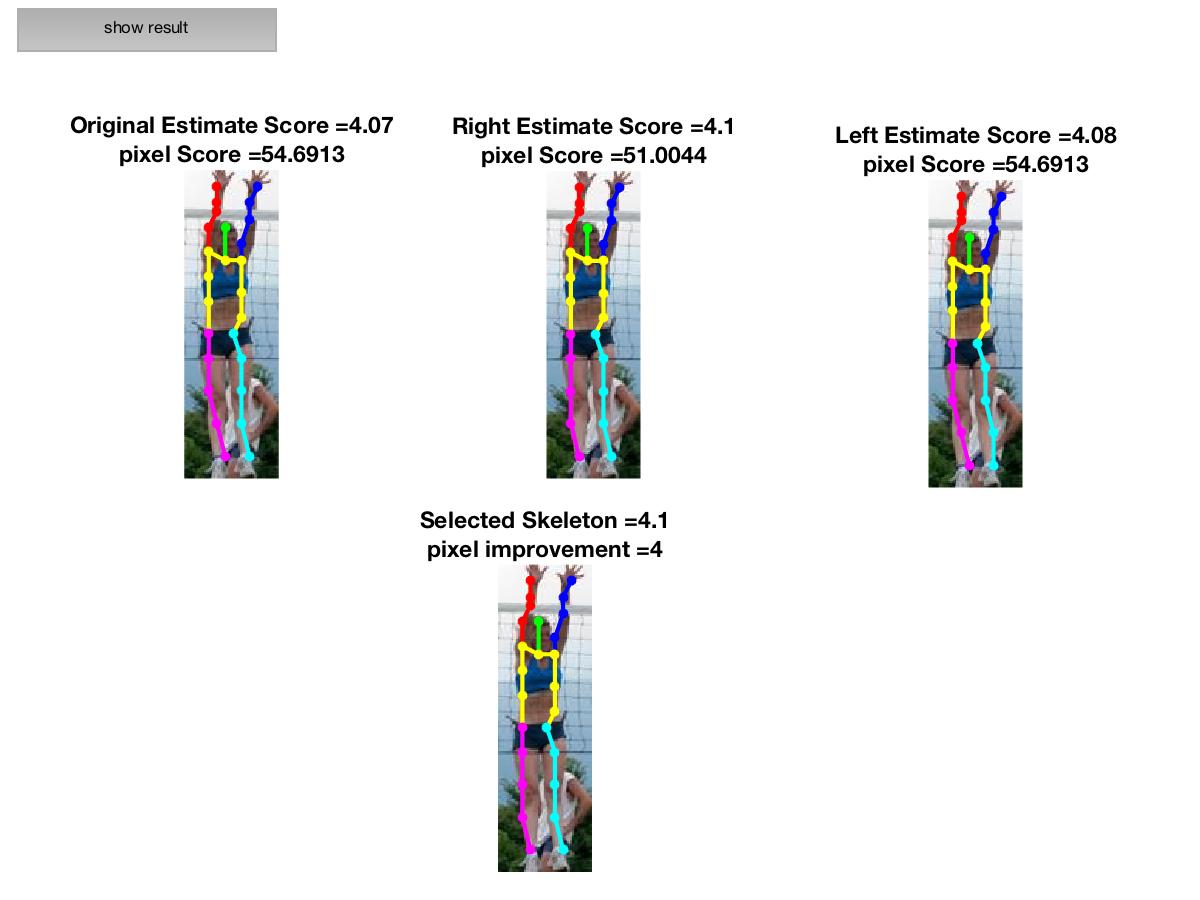 show result
Original Estimate Score =4.07
pixel Score =54.6913
Right Estimate Score =4.1
pixel Score =51.0044
Left Estimate Score =4.08
pixel Score =54.6913
Selected Skeleton =4.1
pixel improvement =4